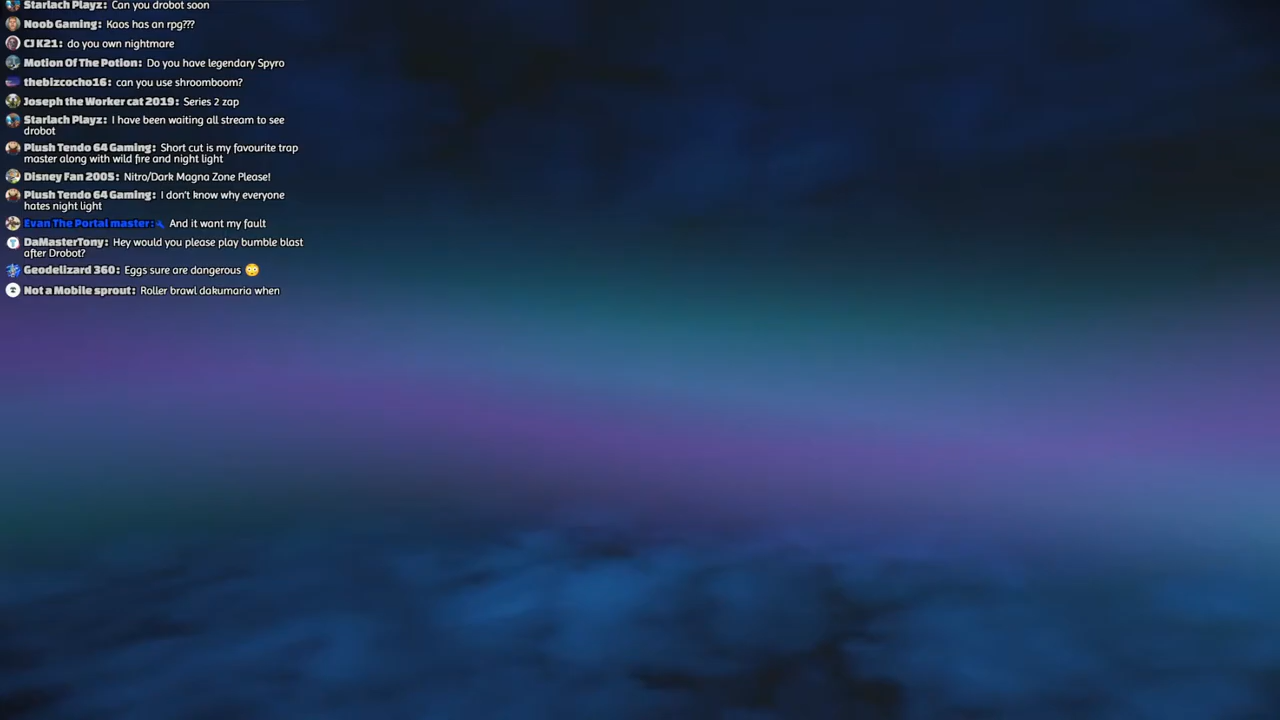 Starlach Playz: Can you drobot soon
Noob Gaming: Kaos has an rpg???
CJ K21: do you own nightmare
Motion Of The Potion: Do you have legendary Spyro
thebizcocho16: can you use shroomboom?
Joseph the Worker cat 2019: Series 2 zap
Starlach Playz: I have been waiting all stream to see
drobot
Plush Tendo 64 Gaming: Short cut is my favourite trap
master along with wild fire and night light
Disney Fan 2005: Nitro/Dark Magna Zone Please!
Plush Tendo 64 Gaming: I don't know why everyone
hates night light
Evan The Portal master: And it want my fault
DaMasterTony: Hey would you please play bumble blast
after Drobot?
Geodelizard 360: Eggs sure are dangerous 😳
Not a Mobile sprout: Roller brawl dakumaria when